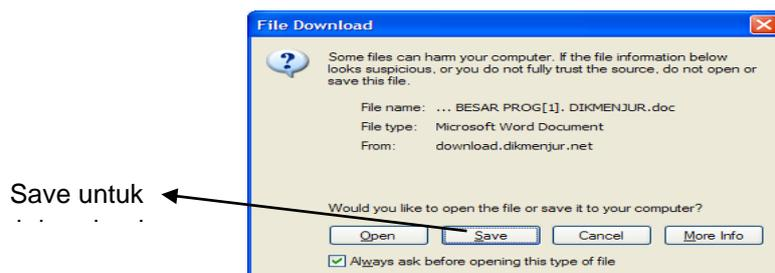 File Download
Some files can harm your computer. If the file information below
looks suspicious, or you do not fully trust the source, do not open or
save this file.
File name: ... BESAR PROG[1]. DIKMENJUR.doc
File type: Microsoft Word Document
From: download.dikmenjur.net
Save untuk
Would you like to open the file or save it to your computer?
Open Save Cancel More Info
Always ask before opening this type of file